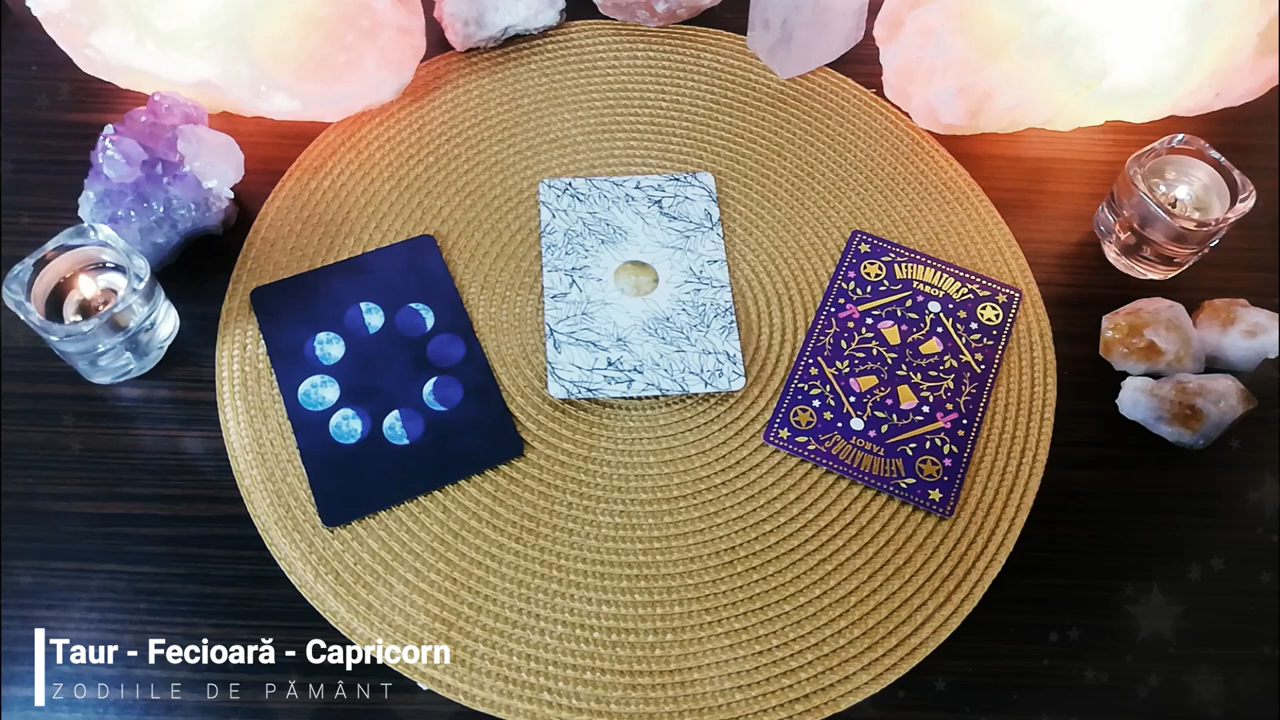 AFFIRMATORS!
TAROT
AFFIRMATORS!
TAROT
Taur - Fecioară - Capricorn
ZODIILE DE PĂMÂNT